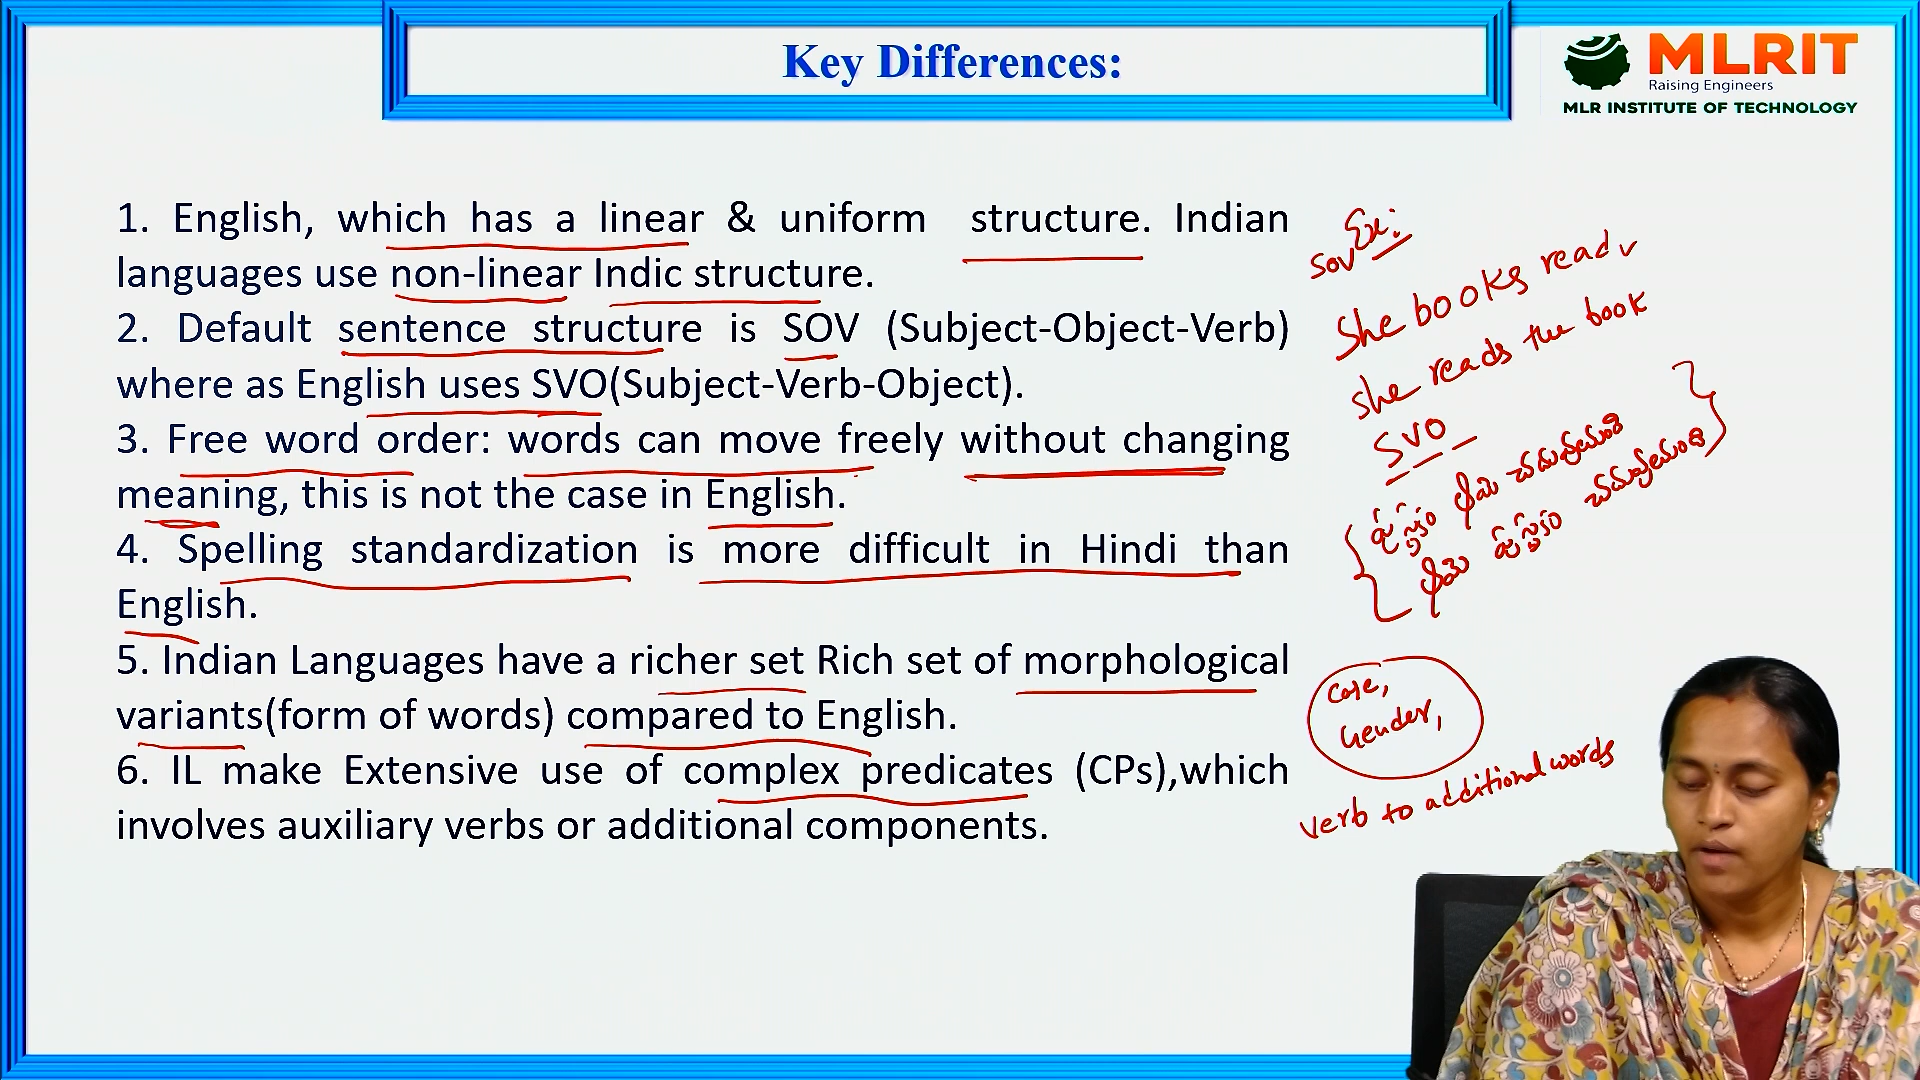 Key Differences:
MLRIT
Raising Engineers
MLR INSTITUTE OF TECHNOLOGY
1. English, which has a linear & uniform structure. Indian
languages use non-linear Indic structure.
2. Default sentence structure is SOV (Subject-Object-Verb)
where as English uses SVO(Subject-Verb-Object).
3. Free word order: words can move freely without changing
meaning, this is not the case in English.
4. Spelling standardization is more difficult in Hindi than
English.
5. Indian Languages have a richer set Rich set of morphological
variants(form of words) compared to English.
6. IL make Extensive use of complex predicates (CPs),which
involves auxiliary verbs or additional components.
Ex:
SOV
She books read
she reads the book
SVO
పుస్తకం
పుస్తకం
Case,
Gender,
verb to additional words